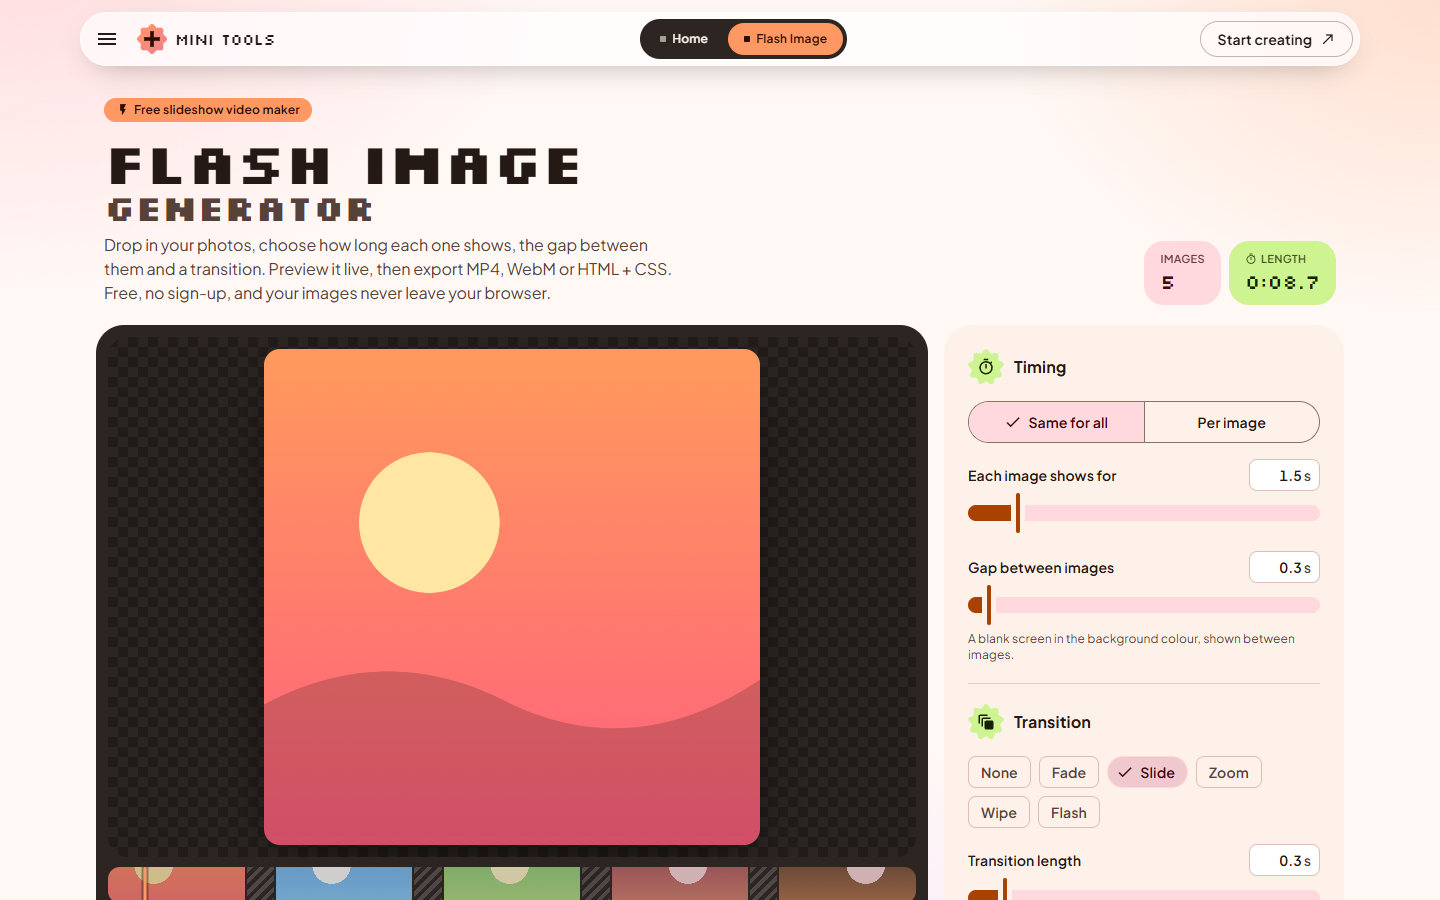 MINI TOOLS
Home
Flash Image
Start creating
Free slideshow video maker
FLASH IMAGE
GENERATOR
Drop in your photos, choose how long each one shows, the gap between
them and a transition. Preview it live, then export MP4, WebM or HTML + CSS.
Free, no sign-up, and your images never leave your browser.
IMAGES
5
LENGTH
0:08.7
Timing
Same for all
Per image
Each image shows for
1.5 s
Gap between images
0.3 s
A blank screen in the background colour, shown between
images.
Transition
None
Fade
Slide
Zoom
Wipe
Flash
Transition length
0.3 s